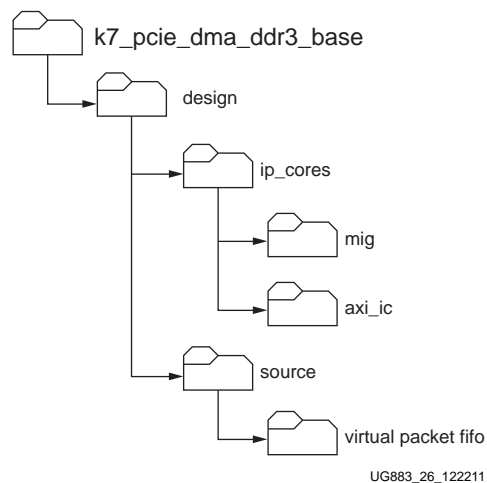 k7_pcie_dma_ddr3_base
design
ip_cores
mig
axi_ic
source
virtual packet fifo
UG883_26_122211